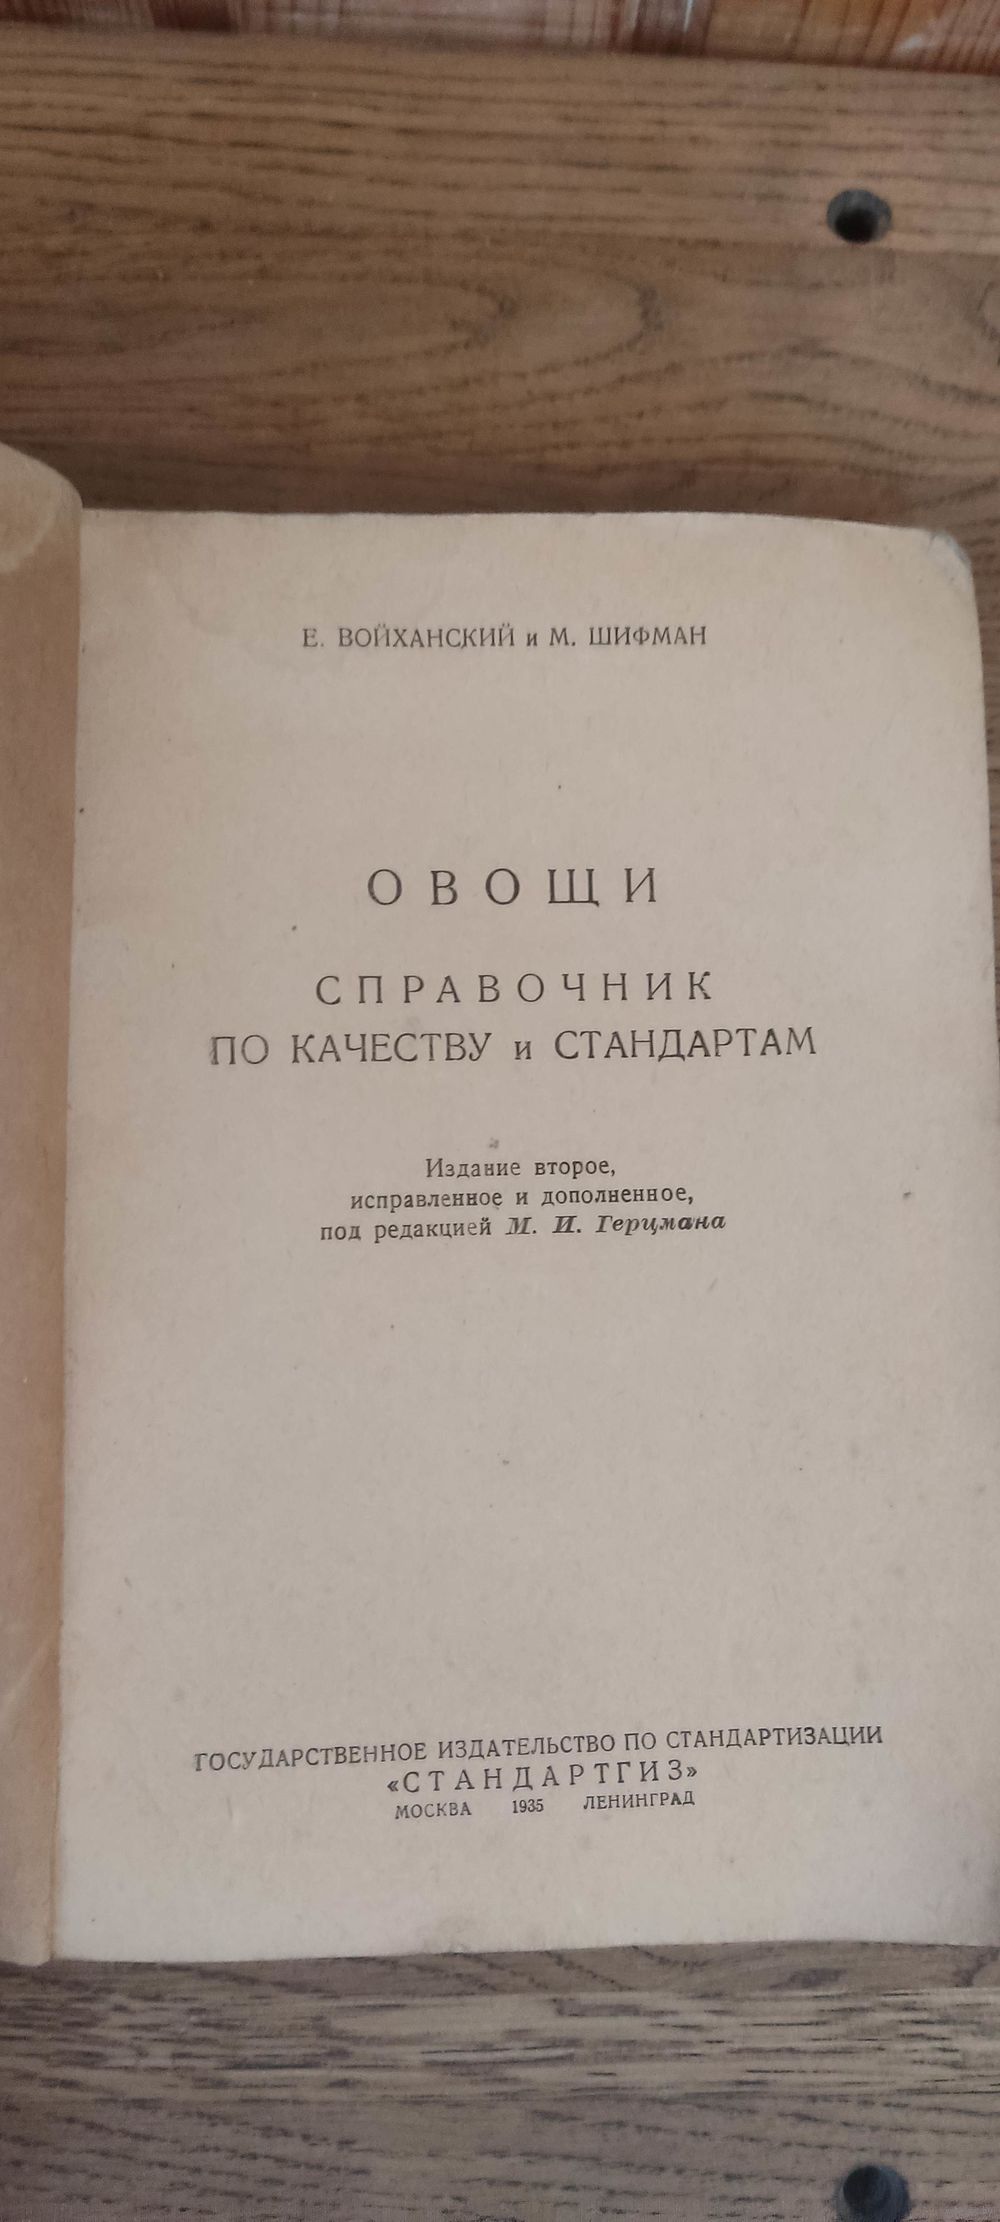 Е. ВОЙХАНСКИЙ и М. ШИФМАН
ОВОЩИ
СПРАВОЧНИК
ПО КАЧЕСТВУ и СТАНДАРТАМ
Издание второе,
исправленное и дополненное,
под редакцией М. И. Герцмана
ГОСУДАРСТВЕННОЕ ИЗДАТЕЛЬСТВО ПО СТАНДАРТИЗАЦИИ
«СТАНДАРТГИЗ»
МОСКВА 1935 ЛЕНИНГРАД